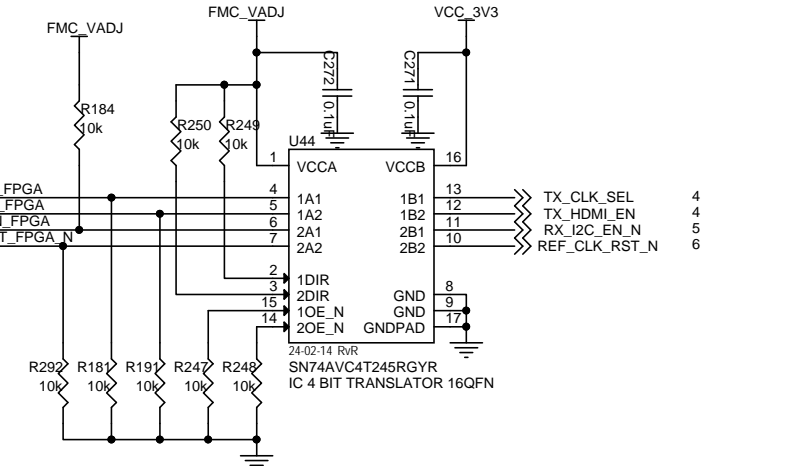 FMC_VADJ
VCC_3V3
FMC_VADJ
C272
0.1uF
C271
0.1uF
R184
10k
R250
10k
R249
10k
U44
1
VCCA
VCCB
16
_FPGA
4
1A1
1B1
13
TX_CLK_SEL
4
_FPGA
5
1A2
1B2
12
TX_HDMI_EN
4
_FPGA
6
2A1
2B1
11
RX_I2C_EN_N
5
T_FPGA_N
7
2A2
2B2
10
REF_CLK_RST_N
6
2
1DIR
3
2DIR
GND
8
15
1OE_N
GND
9
14
2OE_N
GNDPAD
17
24-02-14 RvR
SN74AVC4T245RGYR
IC 4 BIT TRANSLATOR 16QFN
R292
10k
R181
10k
R191
10k
R247
10k
R248
10k